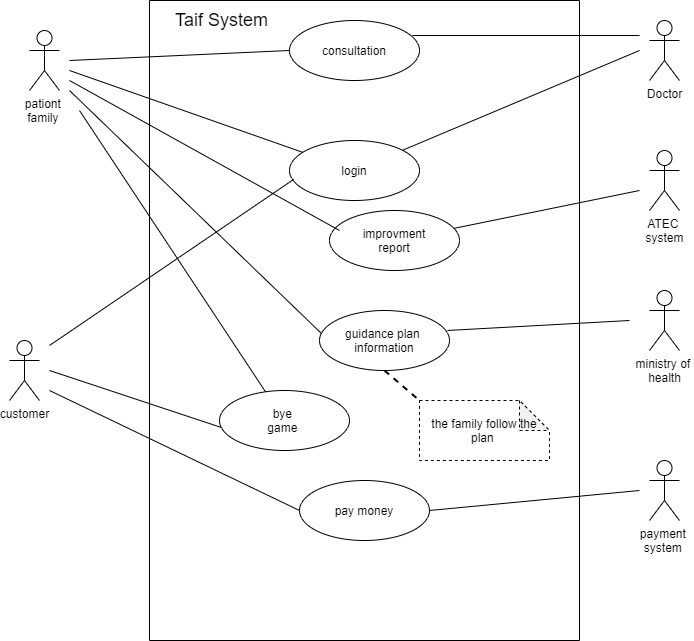 Taif System
consultation
pationt
family
Doctor
login
ATEC
system
improvment
report
guidance plan
information
ministry of
health
customer
bye
game
the family follow the
plan
pay money
payment
system